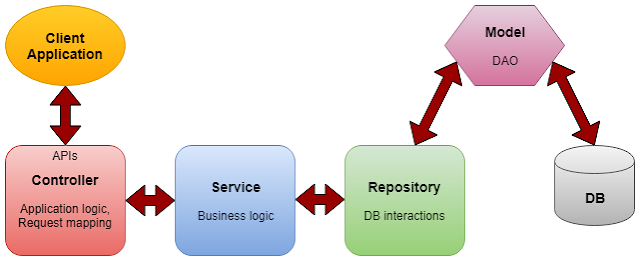 Client
Application
Model
DAO
APIs
Controller
Application logic,
Request mapping
Service
Business logic
Repository
DB interactions
DB